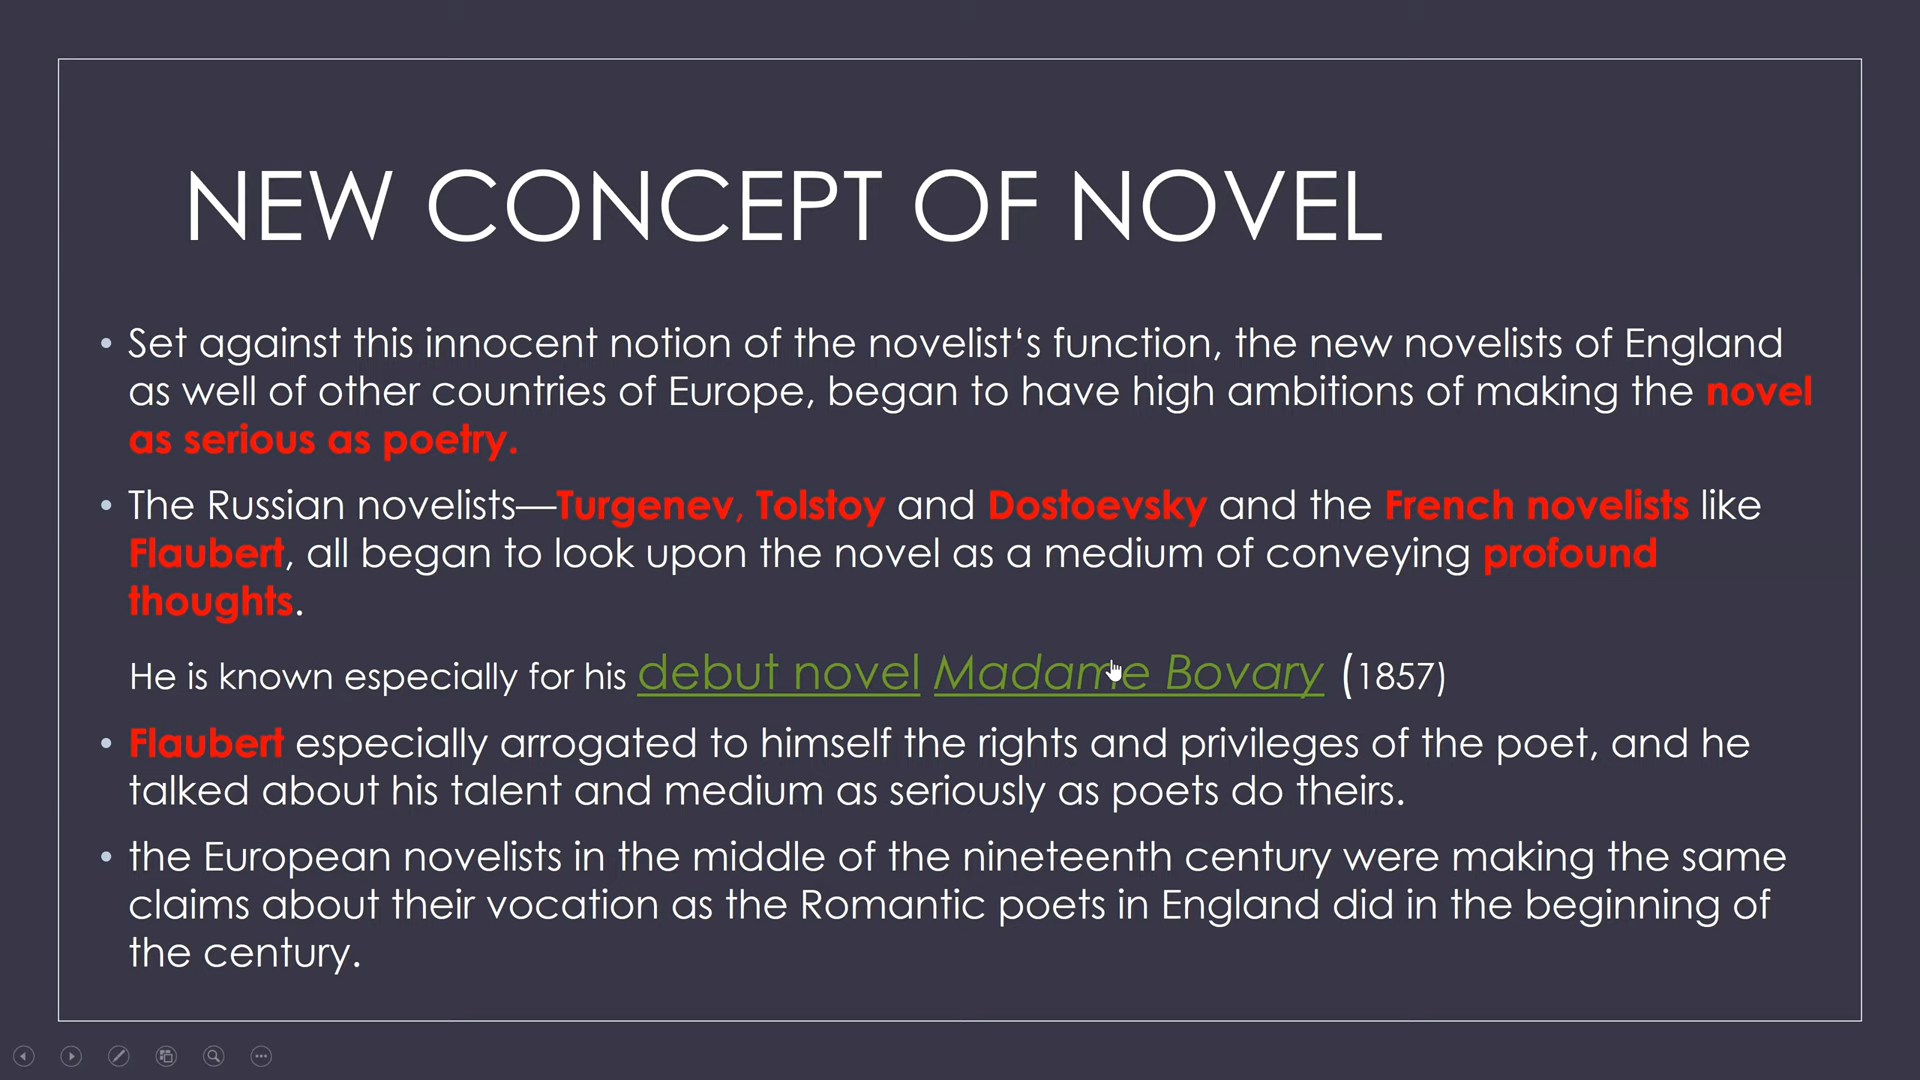 NEW CONCEPT OF NOVEL
• Set against this innocent notion of the novelist‘s function, the new novelists of England
as well of other countries of Europe, began to have high ambitions of making the novel
as serious as poetry.
• The Russian novelists—Turgenev, Tolstoy and Dostoevsky and the French novelists like
Flaubert, all began to look upon the novel as a medium of conveying profound
thoughts.
He is known especially for his debut novel Madame Bovary (1857)
• Flaubert especially arrogated to himself the rights and privileges of the poet, and he
talked about his talent and medium as seriously as poets do theirs.
• the European novelists in the middle of the nineteenth century were making the same
claims about their vocation as the Romantic poets in England did in the beginning of
the century.